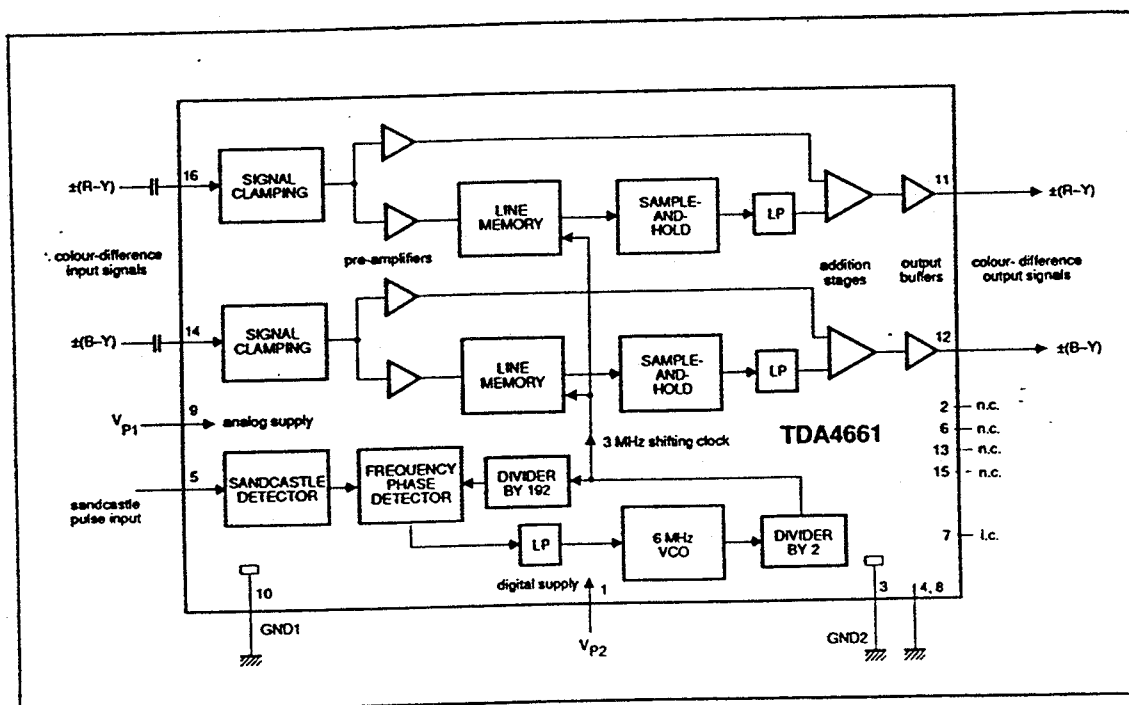 16
±(R–Y)
SIGNAL
CLAMPING
LINE
MEMORY
SAMPLE-
AND-
HOLD
LP
11
±(R–Y)
colour-difference
input signals
pre-amplifiers
addition
stages
output
buffers
colour- difference
output signals
14
±(B–Y)
SIGNAL
CLAMPING
LINE
MEMORY
SAMPLE-
AND-
HOLD
LP
12
±(B–Y)
9
VP1
analog supply
3 MHz shifting clock
TDA4661
2 – n.c.
6 – n.c.
13 – n.c.
15 – n.c.
7 – i.c.
5
sandcastle
pulse input
SANDCASTLE
DETECTOR
FREQUENCY
PHASE
DETECTOR
DIVIDER
BY 192
LP
6 MHz
VCO
DIVIDER
BY 2
digital supply
10
GND1
1
VP2
3
GND2
4, 8